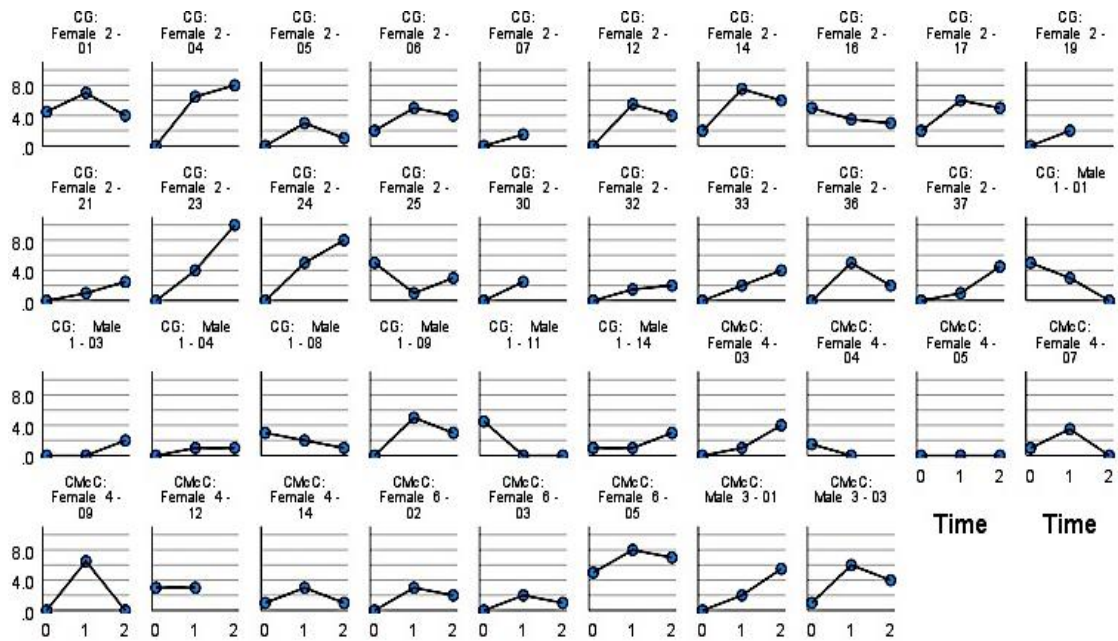 CG: Female 2 - 01
CG: Female 2 - 04
CG: Female 2 - 05
CG: Female 2 - 06
CG: Female 2 - 07
CG: Female 2 - 12
CG: Female 2 - 14
CG: Female 2 - 16
CG: Female 2 - 17
CG: Female 2 - 19
8.0
4.0
.0
CG: Female 2 - 21
CG: Female 2 - 23
CG: Female 2 - 24
CG: Female 2 - 25
CG: Female 2 - 30
CG: Female 2 - 32
CG: Female 2 - 33
CG: Female 2 - 36
CG: Female 2 - 37
CG: Male 1 - 01
8.0
4.0
.0
CG: Male 1 - 03
CG: Male 1 - 04
CG: Male 1 - 08
CG: Male 1 - 09
CG: Male 1 - 11
CG: Male 1 - 14
CMcC: Female 4 - 03
CMcC: Female 4 - 04
CMcC: Female 4 - 05
CMcC: Female 4 - 07
8.0
4.0
.0
0 1 2
0 1 2
Time
Time
CMcC: Female 4 - 09
CMcC: Female 4 - 12
CMcC: Female 4 - 14
CMcC: Female 6 - 02
CMcC: Female 6 - 03
CMcC: Female 6 - 05
CMcC: Male 3 - 01
CMcC: Male 3 - 03
8.0
4.0
.0
0 1 2
0 1 2
0 1 2
0 1 2
0 1 2
0 1 2
0 1 2
0 1 2